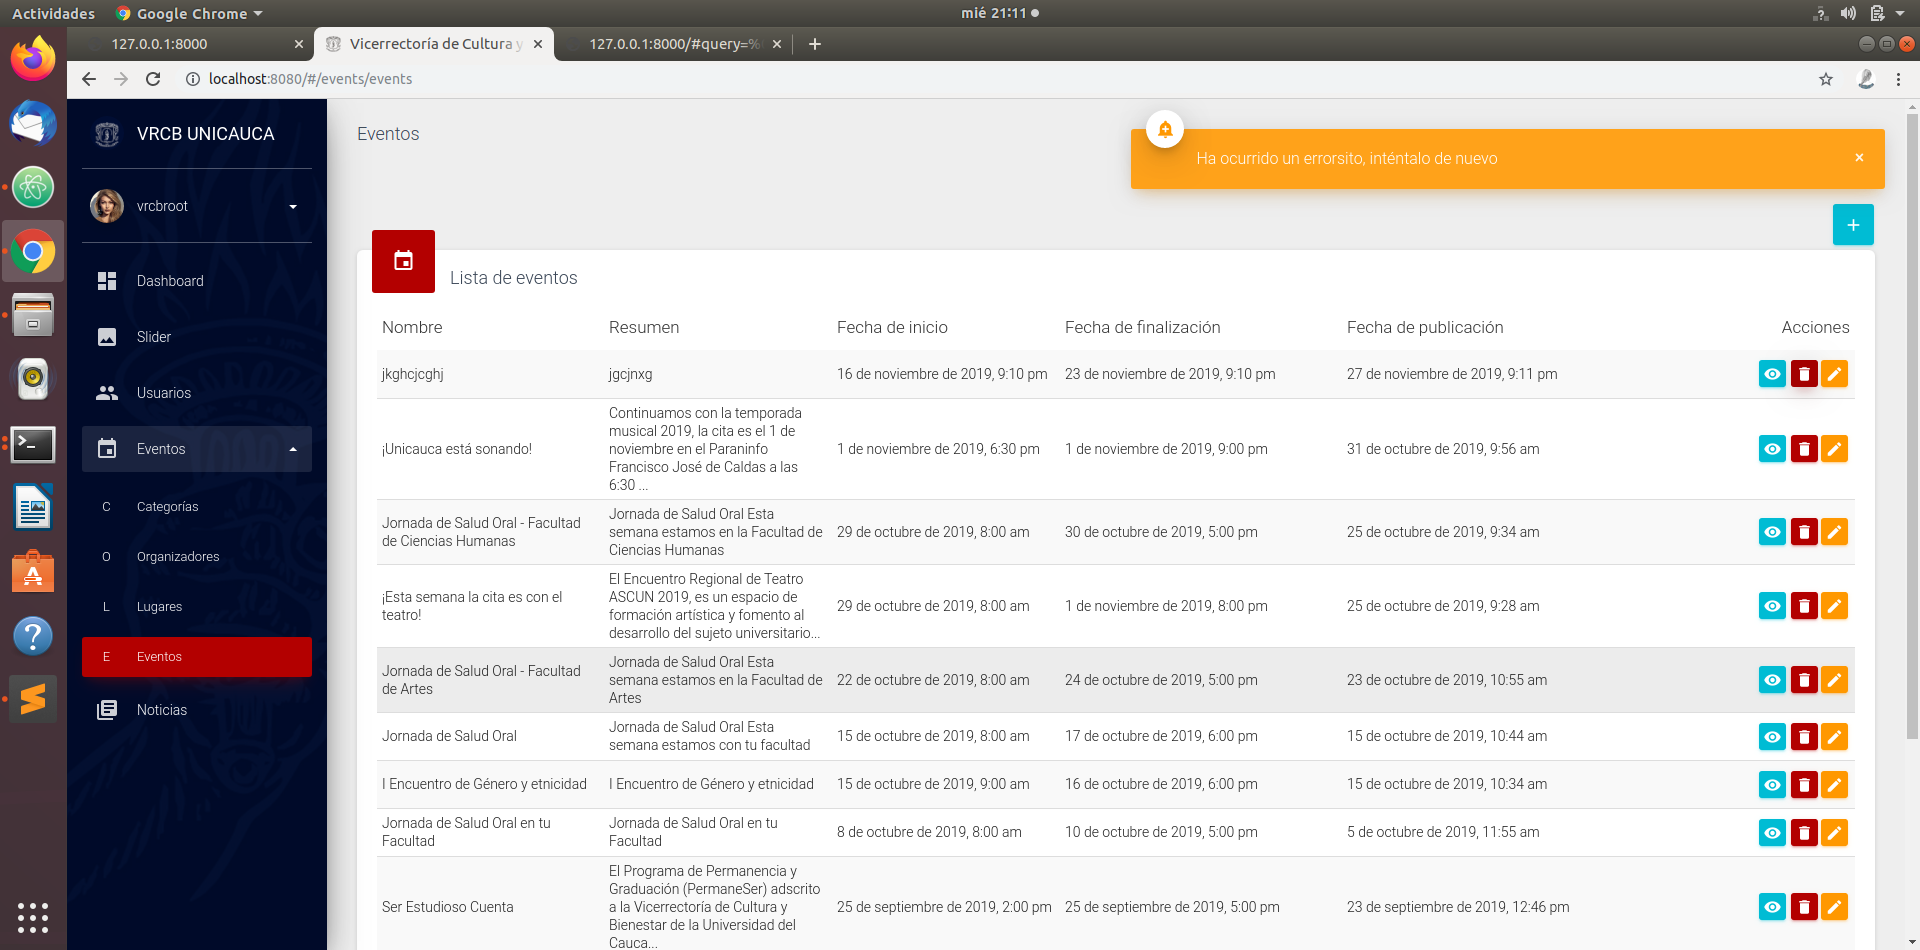 Actividades
Google Chrome
mié 21:11
127.0.0.1:8000
Vicerrectoría de Cultura y
127.0.0.1:8000/#query=%
localhost:8080/#/events/events
VRCB UNICAUCA
vrcbroot
Dashboard
Slider
Usuarios
Eventos
C Categorías
O Organizadores
L Lugares
E Eventos
Noticias
Eventos
Ha ocurrido un errorsito, inténtalo de nuevo
×
+
Lista de eventos
Nombre Resumen Fecha de inicio Fecha de finalización Fecha de publicación Acciones
jkghcjcghj jgcjnxg 16 de noviembre de 2019, 9:10 pm 23 de noviembre de 2019, 9:10 pm 27 de noviembre de 2019, 9:11 pm
¡Unicauca está sonando!
Continuamos con la temporada
musical 2019, la cita es el 1 de
noviembre en el Paraninfo
Francisco José de Caldas a las
6:30 ...
1 de noviembre de 2019, 6:30 pm 1 de noviembre de 2019, 9:00 pm 31 de octubre de 2019, 9:56 am
Jornada de Salud Oral - Facultad
de Ciencias Humanas
Jornada de Salud Oral Esta
semana estamos en la Facultad de
Ciencias Humanas
29 de octubre de 2019, 8:00 am 30 de octubre de 2019, 5:00 pm 25 de octubre de 2019, 9:34 am
¡Esta semana la cita es con el
teatro!
El Encuentro Regional de Teatro
ASCUN 2019, es un espacio de
formación artística y fomento al
desarrollo del sujeto universitario...
29 de octubre de 2019, 8:00 am 1 de noviembre de 2019, 8:00 pm 25 de octubre de 2019, 9:28 am
Jornada de Salud Oral - Facultad
de Artes
Jornada de Salud Oral Esta
semana estamos en la Facultad de
Artes
22 de octubre de 2019, 8:00 am 24 de octubre de 2019, 5:00 pm 23 de octubre de 2019, 10:55 am
Jornada de Salud Oral
Jornada de Salud Oral Esta
semana estamos con tu facultad
15 de octubre de 2019, 8:00 am 17 de octubre de 2019, 6:00 pm 15 de octubre de 2019, 10:44 am
I Encuentro de Género y etnicidad I Encuentro de Género y etnicidad 15 de octubre de 2019, 9:00 am 16 de octubre de 2019, 6:00 pm 15 de octubre de 2019, 10:34 am
Jornada de Salud Oral en tu
Facultad
Jornada de Salud Oral en tu
Facultad
8 de octubre de 2019, 8:00 am 10 de octubre de 2019, 5:00 pm 5 de octubre de 2019, 11:55 am
Ser Estudioso Cuenta
El Programa de Permanencia y
Graduación (PermaneSer) adscrito
a la Vicerrectoría de Cultura y
Bienestar de la Universidad del
Cauca...
25 de septiembre de 2019, 2:00 pm 25 de septiembre de 2019, 5:00 pm 23 de septiembre de 2019, 12:46 pm